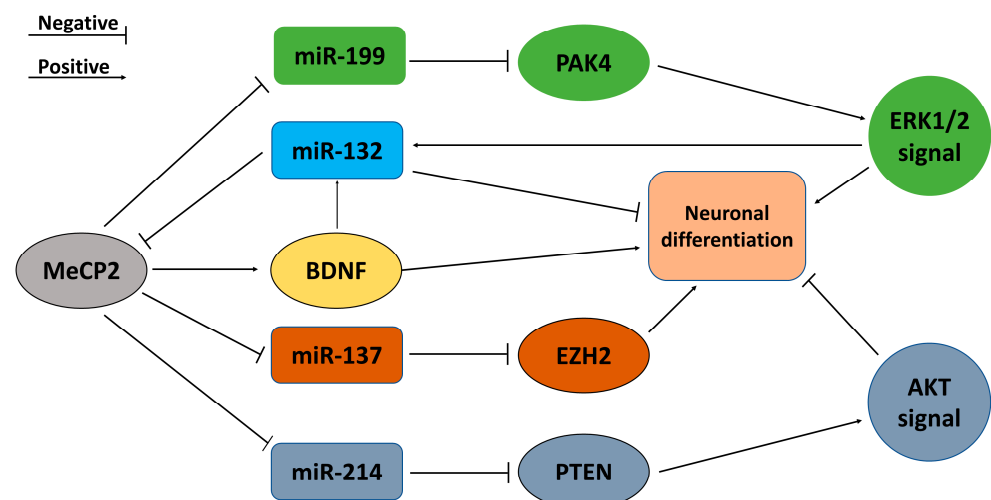 Negative
Positive
miR-199
PAK4
ERK1/2
signal
miR-132
Neuronal
differentiation
MeCP2
BDNF
miR-137
EZH2
AKT
signal
miR-214
PTEN